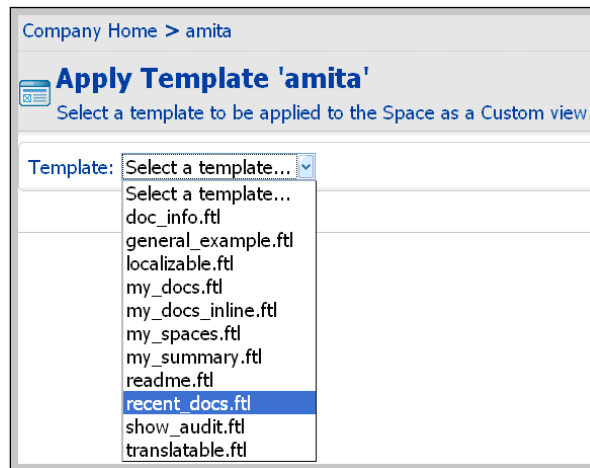 Company Home > amita
Apply Template 'amita'
Select a template to be applied to the Space as a Custom view.
Template: Select a template...
Select a template...
doc_info.ftl
general_example.ftl
localizable.ftl
my_docs.ftl
my_docs_inline.ftl
my_spaces.ftl
my_summary.ftl
readme.ftl
recent_docs.ftl
show_audit.ftl
translatable.ftl